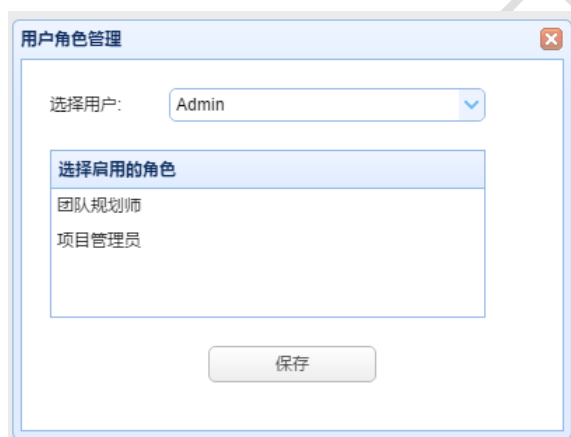 用户角色管理
选择用户: Admin
选择启用的角色
团队规划师
项目管理员
保存